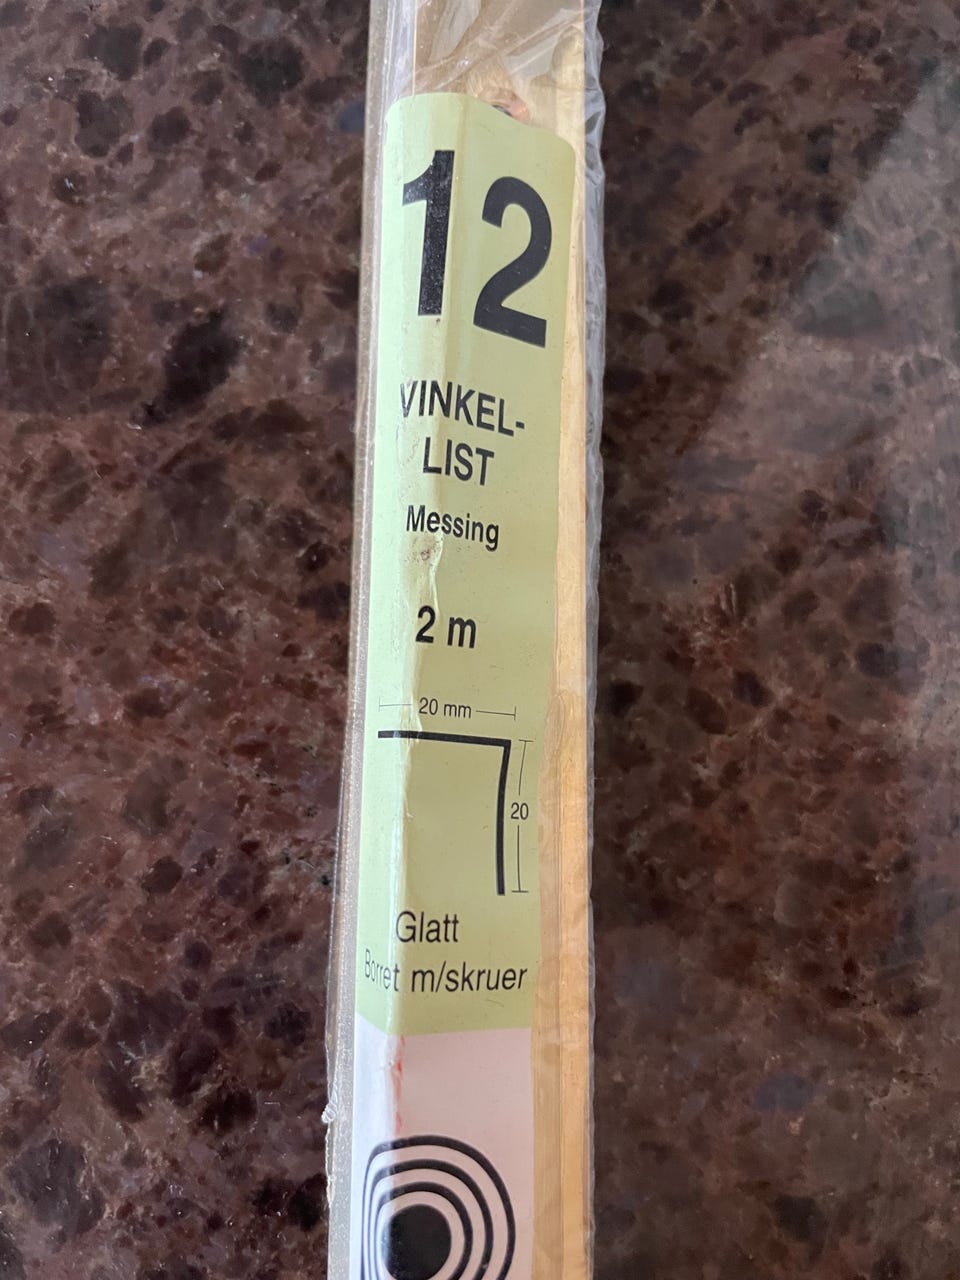 12
VINKEL-
LIST
Messing
2 m
20 mm
20
Glatt
Borret m/skruer